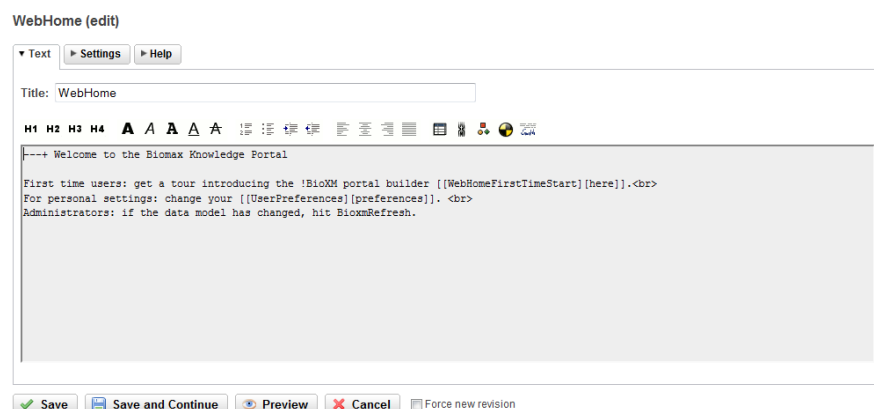 WebHome (edit)
Text Settings Help
Title: WebHome
H1 H2 H3 H4 A A A A A
---+ Welcome to the Biomax Knowledge Portal
First time users: get a tour introducing the !BioXM portal builder [[WebHomeFirstTimeStart][here]].<br>
For personal settings: change your [[UserPreferences][preferences]]. <br>
Administrators: if the data model has changed, hit BioxmRefresh.
Save Save and Continue Preview Cancel Force new revision